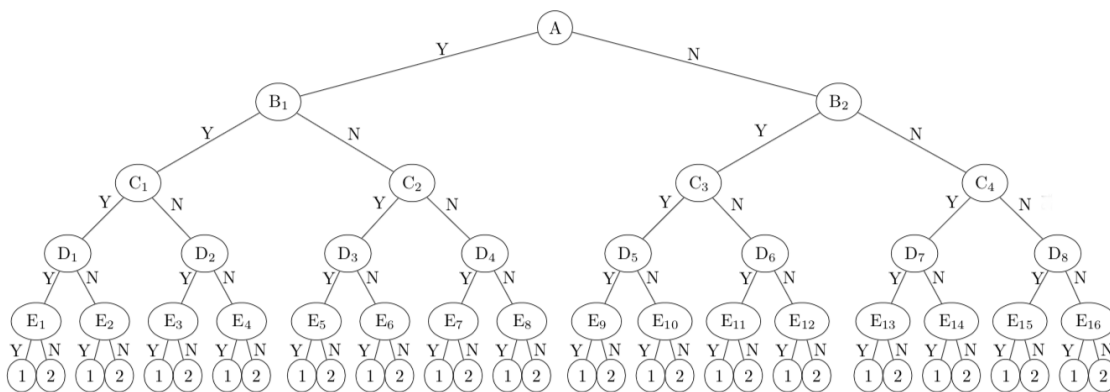 A
Y N
B₁ B₂
Y N Y N
C₁ C₂ C₃ C₄
Y N Y N Y N Y N
D₁ D₂ D₃ D₄ D₅ D₆ D₇ D₈
Y N Y N Y N Y N Y N Y N Y N Y N
E₁ E₂ E₃ E₄ E₅ E₆ E₇ E₈ E₉ E₁₀ E₁₁ E₁₂ E₁₃ E₁₄ E₁₅ E₁₆
Y N Y N Y N Y N Y N Y N Y N Y N Y N Y N Y N Y N Y N Y N Y N Y N
1 2 1 2 1 2 1 2 1 2 1 2 1 2 1 2 1 2 1 2 1 2 1 2 1 2 1 2 1 2 1 2